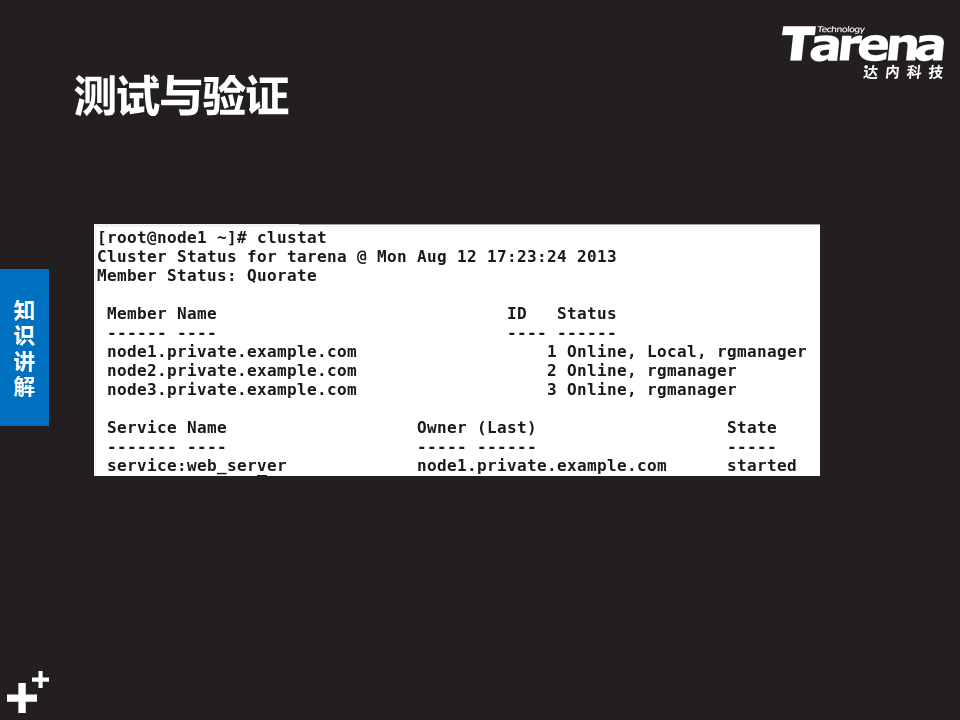 Technology
Tarena
达内科技
测试与验证
[root@node1 ~]# clustat
Cluster Status for tarena @ Mon Aug 12 17:23:24 2013
Member Status: Quorate
Member Name                             ID   Status
------ ----                             ---- ------
node1.private.example.com                   1 Online, Local, rgmanager
node2.private.example.com                   2 Online, rgmanager
node3.private.example.com                   3 Online, rgmanager
Service Name                   Owner (Last)                   State
------- ----                   ----- ------                   -----
service:web_server             node1.private.example.com      started
知识讲解